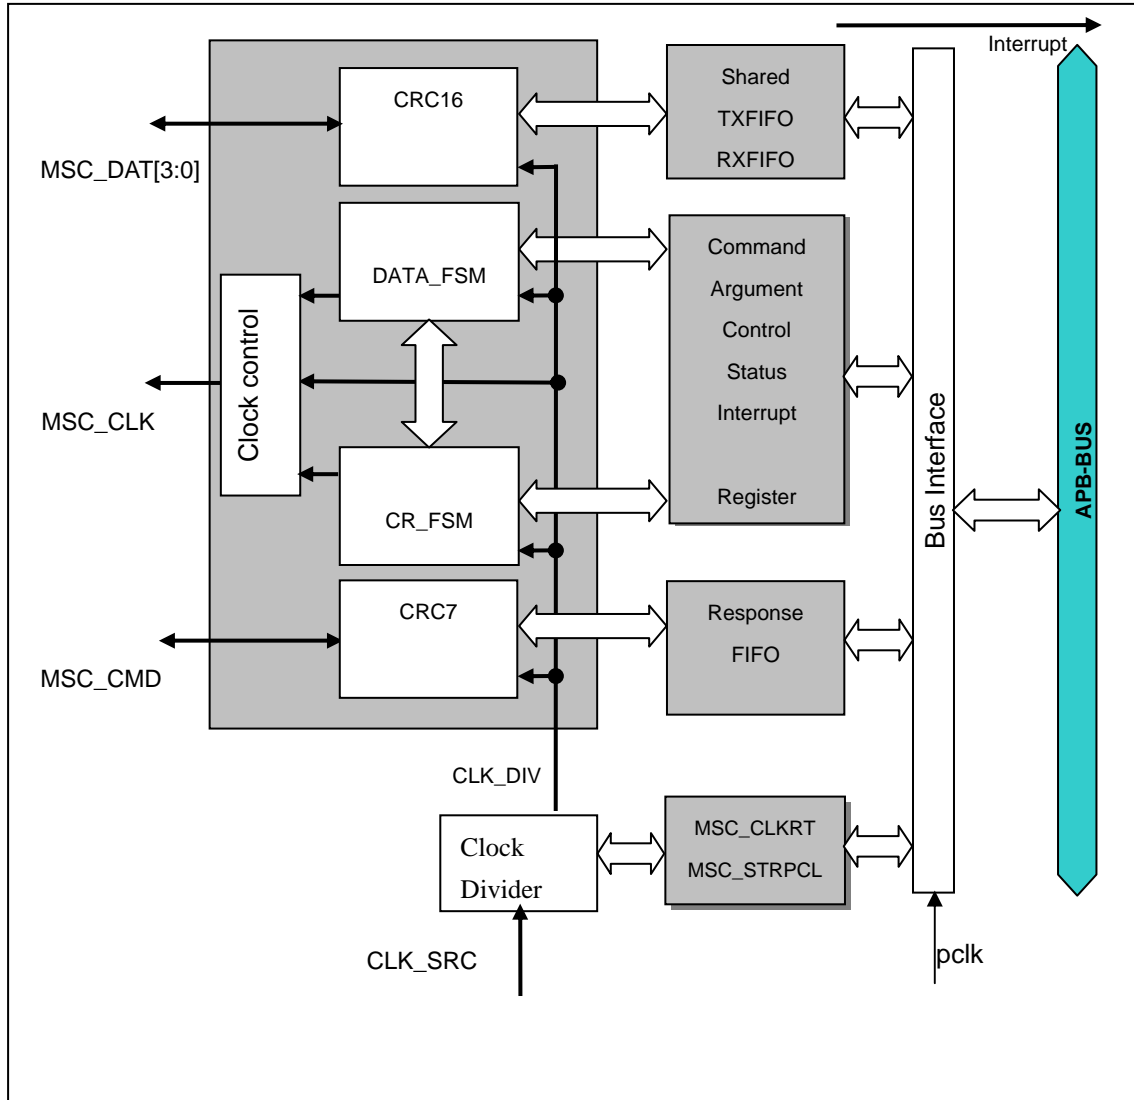 Interrupt
CRC16
Shared
TXFIFO
RXFIFO
MSC_DAT[3:0]
DATA_FSM
Command
Argument
Control
Status
Interrupt
Register
Clock control
MSC_CLK
CR_FSM
Bus Interface
APB-BUS
CRC7
Response
FIFO
MSC_CMD
CLK_DIV
Clock
Divider
MSC_CLKRT
MSC_STRPCL
CLK_SRC
pclk